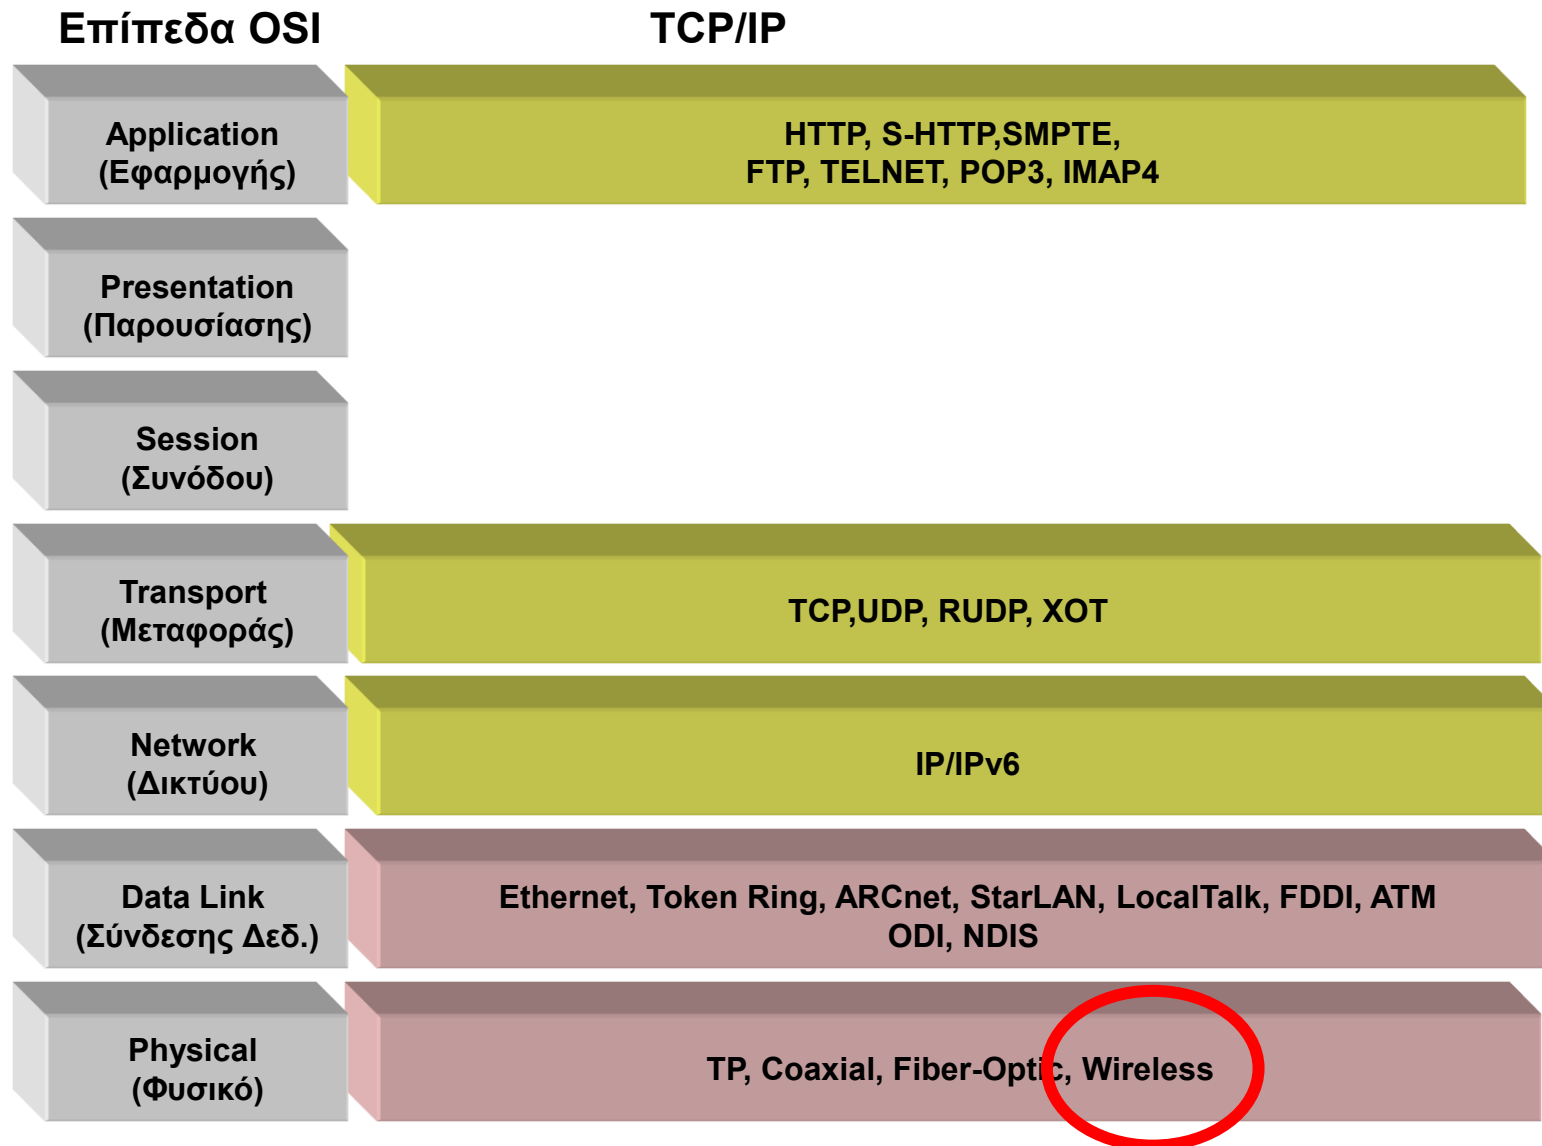 Επίπεδα OSI
TCP/IP
Application
(Εφαρμογής)
HTTP, S-HTTP,SMPTE,
FTP, TELNET, POP3, IMAP4
Presentation
(Παρουσίασης)
Session
(Συνόδου)
Transport
(Μεταφοράς)
TCP,UDP, RUDP, XOT
Network
(Δικτύου)
IP/IPv6
Data Link
(Σύνδεσης Δεδ.)
Ethernet, Token Ring, ARCnet, StarLAN, LocalTalk, FDDI, ATM
ODI, NDIS
Physical
(Φυσικό)
TP, Coaxial, Fiber-Optic, Wireless